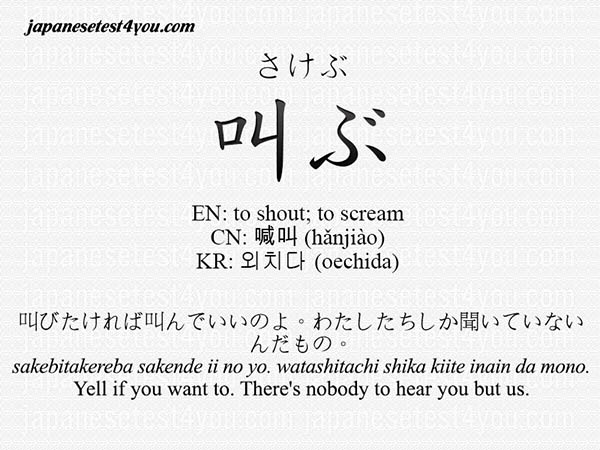 japanesetest4you.com
さけぶ
叫ぶ
EN: to shout; to scream
CN: 喊叫 (hǎnjiào)
KR: 외치다 (oechida)
叫びたければ叫んでいいのよ。わたしたちしか聞いていない
んだもの。
sakebitakereba sakende ii no yo. watashitachi shika kiite inain da mono.
Yell if you want to. There's nobody to hear you but us.